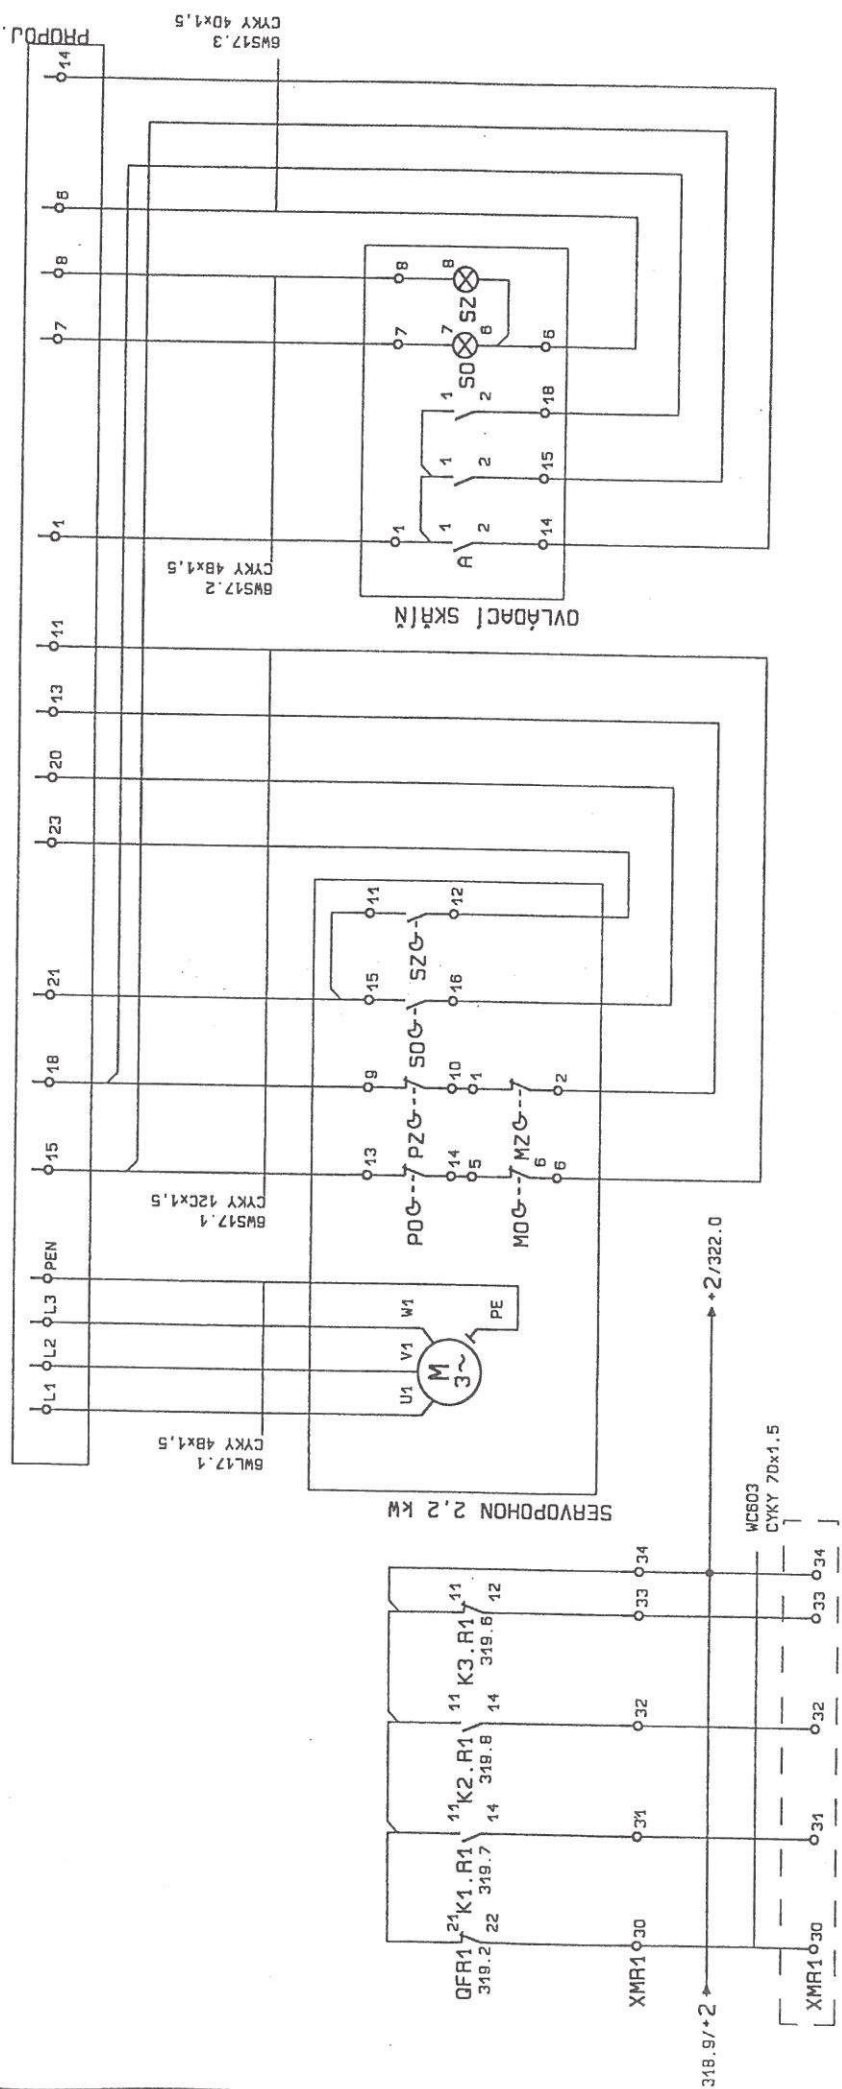 PROPOJ.
14
6
8
7
1
11
13
20
23
21
18
15
PEN
L3
L2
L1
6WS17.3
CYKY 4Dx1,5
6WS17.2
CYKY 4Bx1,5
6WS17.1
CYKY 12Cx1,5
6WL17.1
CYKY 4Bx1,5
OVLÁDACÍ SKŘÍŇ
8
8
SZ
7
7
6
SO
6
1
2
18
1
2
15
1
1
2
A
14
SERVOPOHON 2,2 kW
11
12
SZ
15
16
SO
9
10
1
2
PZ
MZ
13
14
5
6
6
PO
MO
U1
V1
W1
PE
M
3~
QFR1
319.2
21
22
K1.R1
319.7
11
14
K2.R1
319.8
11
14
K3.R1
319.6
11
12
XMR1
30
31
32
33
34
318.9/+2
+2/322.0
WC603
CYKY 7Dx1.5
XMR1
30
31
32
33
34